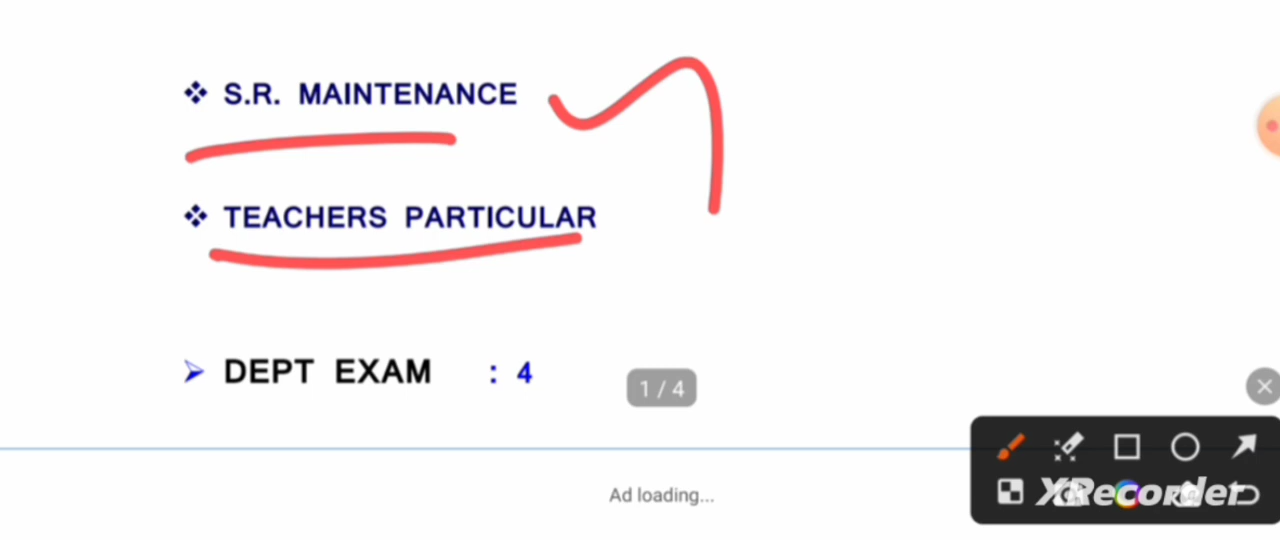 ❖ S.R. MAINTENANCE
❖ TEACHERS PARTICULAR
➢ DEPT EXAM : 4
1 / 4
Ad loading...
XRecorder